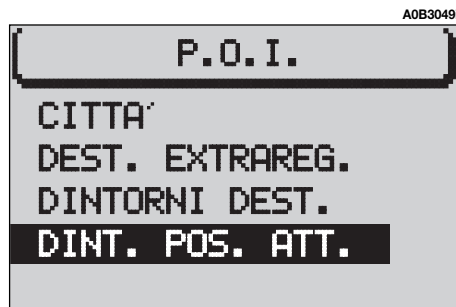 A0B3049
P.O.I.
CITTA´
DEST. EXTRAREG.
DINTORNI DEST.
DINT. POS. ATT.